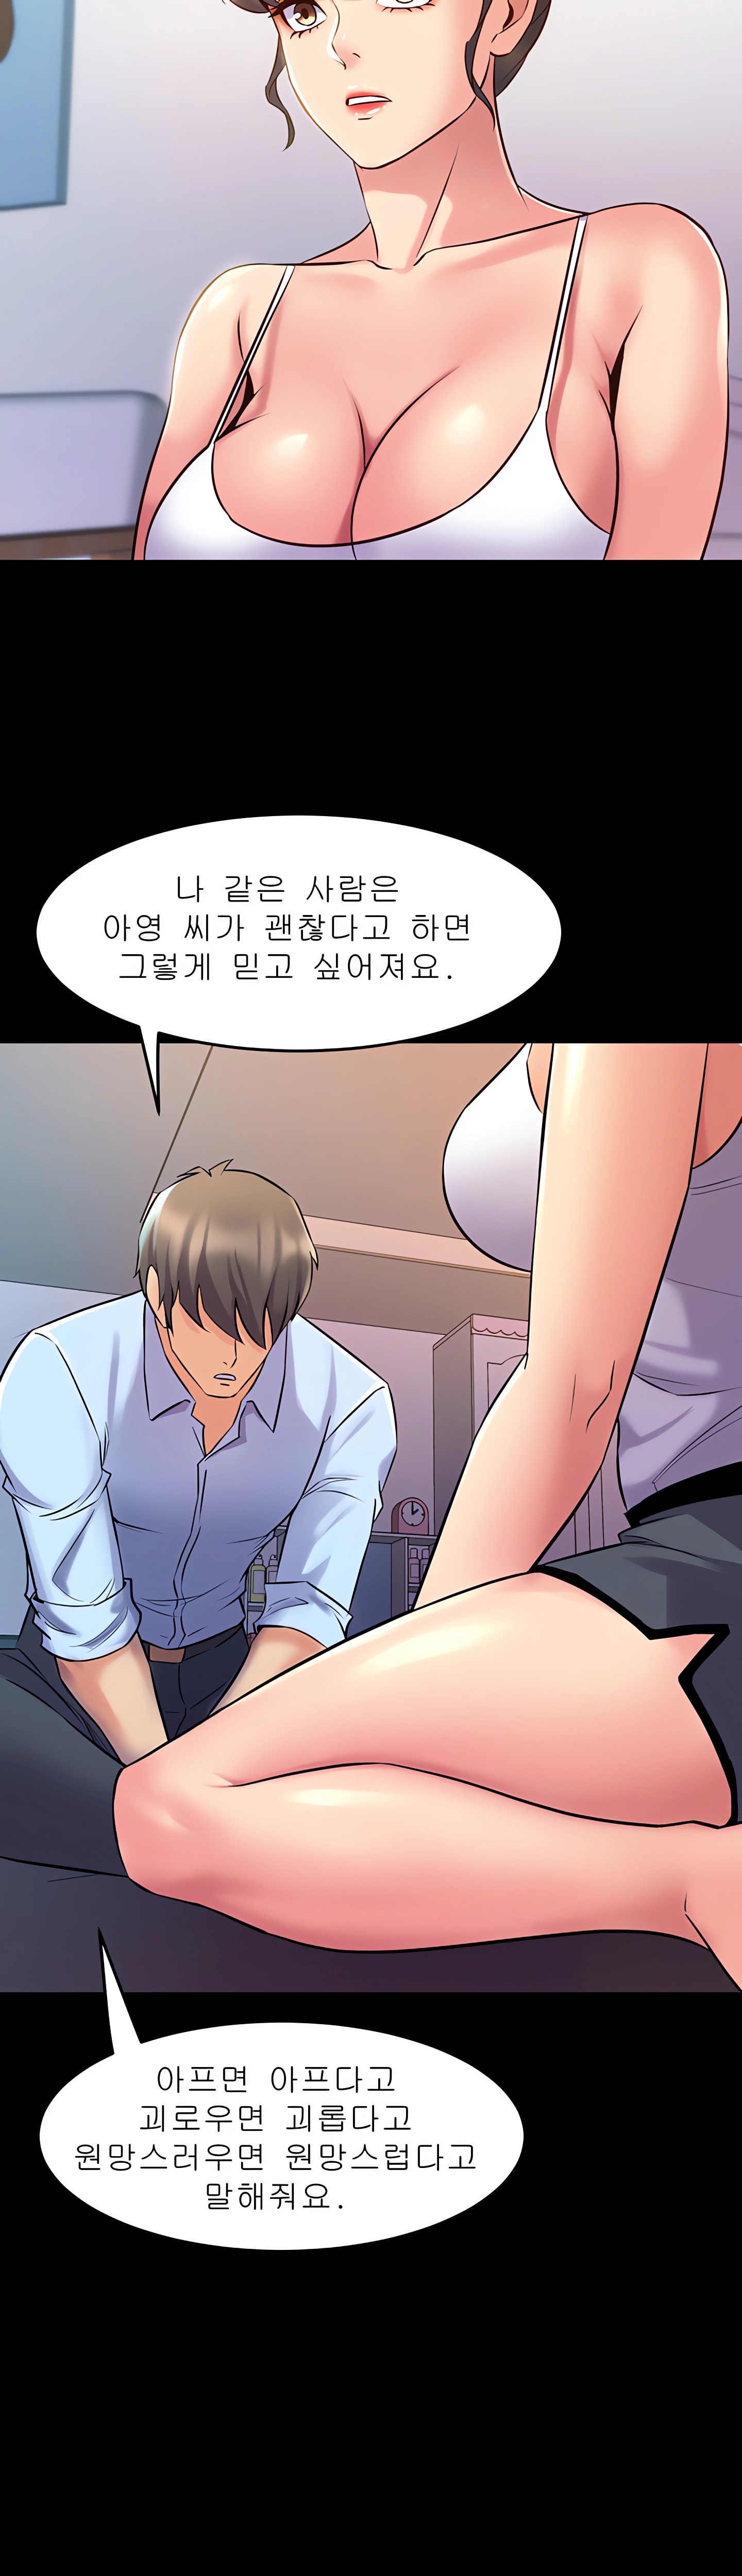 나 같은 사람은
아영 씨가 괜찮다고 하면
그렇게 믿고 싶어져요.
아프면 아프다고
괴로우면 괴롭다고
원망스러우면 원망스럽다고
말해줘요.